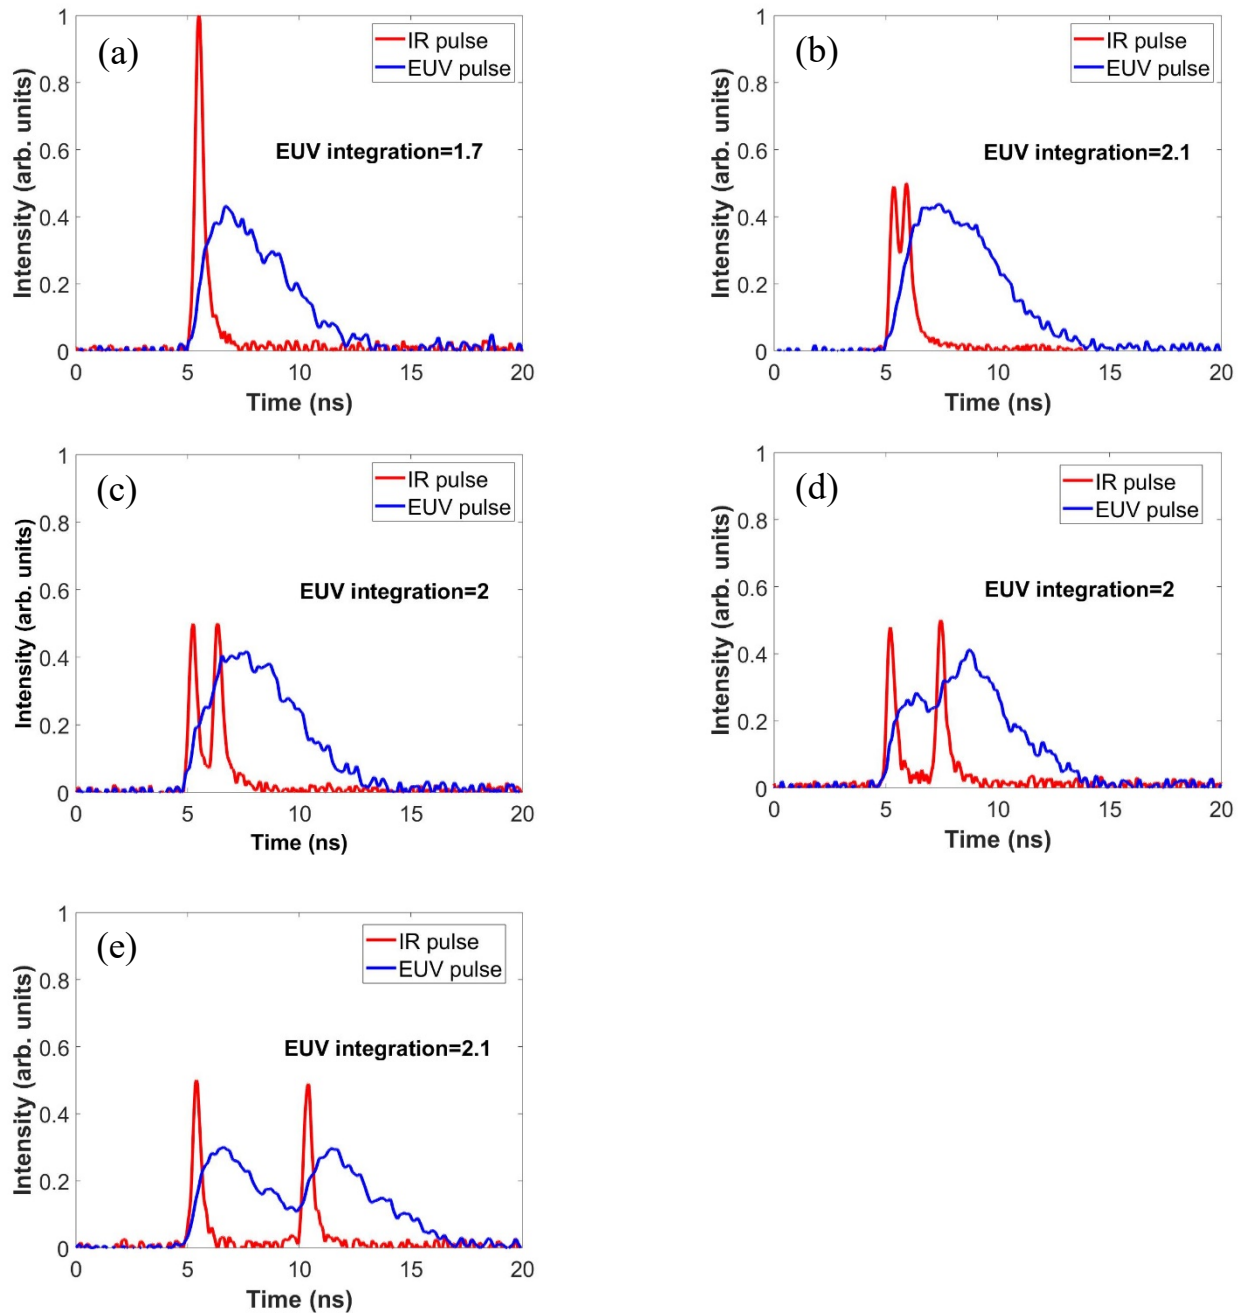 (a)
IR pulse
EUV pulse
EUV integration=1.7
Intensity (arb. units)
1
0.8
0.6
0.4
0.2
0
0 5 10 15 20
Time (ns)
(b)
IR pulse
EUV pulse
EUV integration=2.1
Intensity (arb. units)
1
0.8
0.6
0.4
0.2
0
0 5 10 15 20
Time (ns)
(c)
IR pulse
EUV pulse
EUV integration=2
Intensity (arb. units)
1
0.8
0.6
0.4
0.2
0
0 5 10 15 20
Time (ns)
(d)
IR pulse
EUV pulse
EUV integration=2
Intensity (arb. units)
1
0.8
0.6
0.4
0.2
0
0 5 10 15 20
Time (ns)
(e)
IR pulse
EUV pulse
EUV integration=2.1
Intensity (arb. units)
1
0.8
0.6
0.4
0.2
0
0 5 10 15 20
Time (ns)